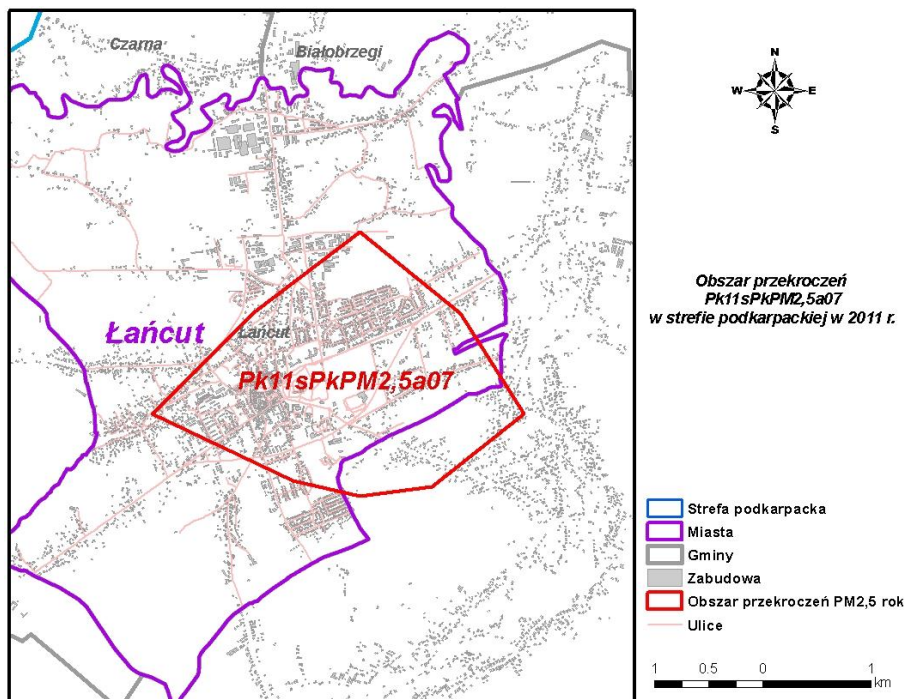 Czarna
Białobrzegi
Łańcut
Łańcut
Pk11sPkPM2,5a07
N
W E
S
Obszar przekroczeń
Pk11sPkPM2,5a07
w strefie podkarpackiej w 2011 r.
Strefa podkarpacka
Miasta
Gminy
Zabudowa
Obszar przekroczeń PM2,5 rok
Ulice
1 0.5 0 1
km